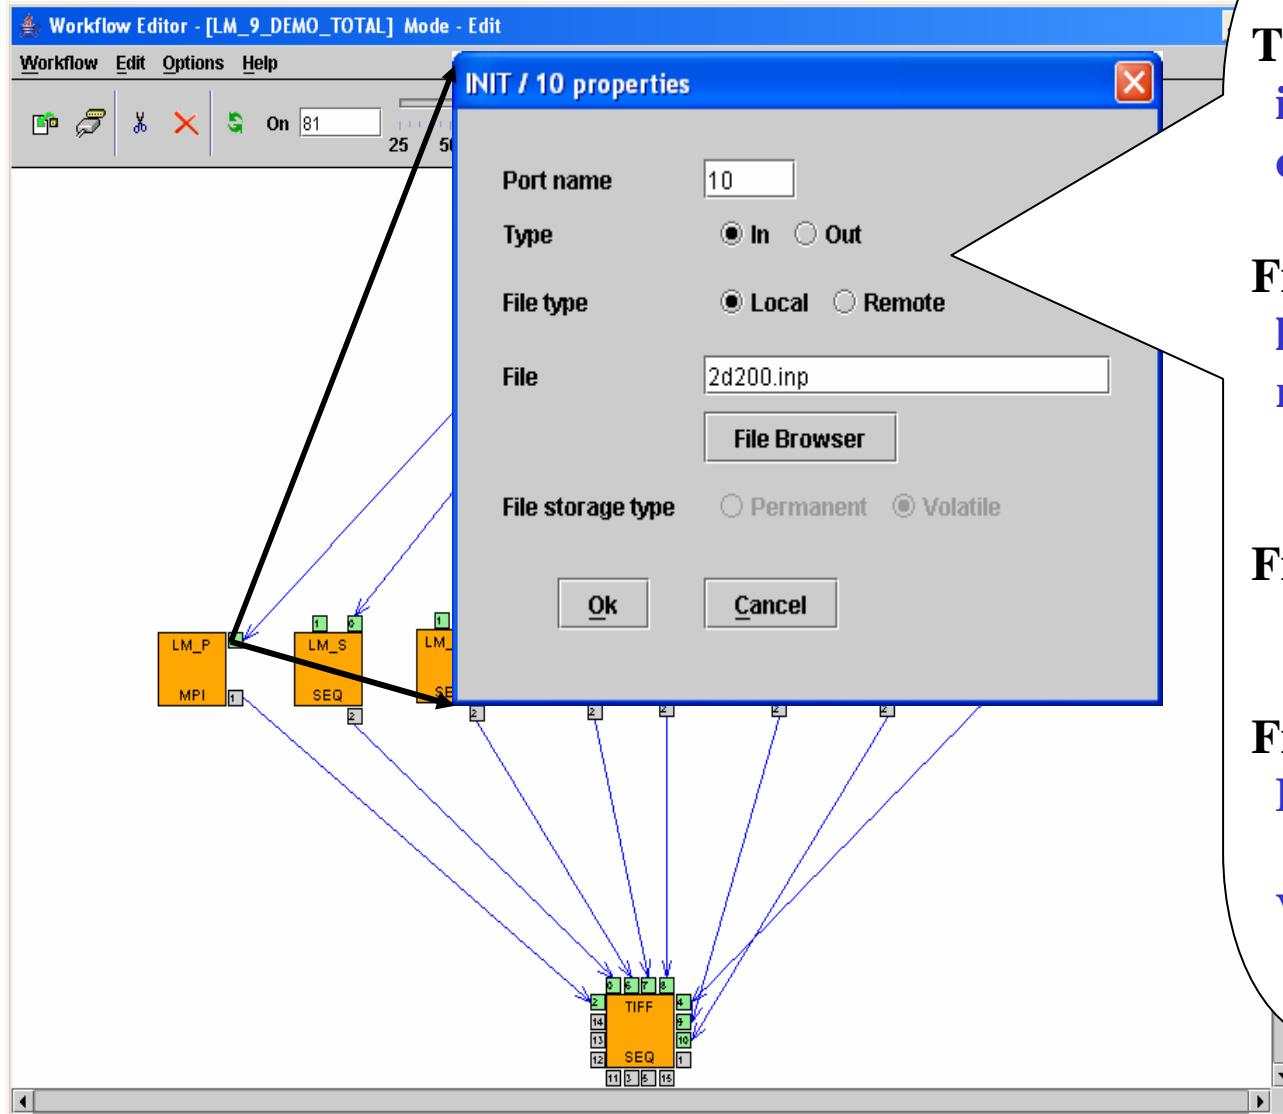 Workflow Editor - [LM_9_DEMO_TOTAL] Mode - Edit
Workflow Edit Options Help
On 81
25
INIT / 10 properties
Port name 10
Type In Out
File type Local Remote
File 2d200.inp
File Browser
File storage type Permanent Volatile
Ok Cancel
1 0 1
LM_P LM_S LM_
MPI SEQ SE
1
2 2 2 2 2 2
0 6 7 8
2 TIFF 4
14 9
13 10
12 SEQ 1
11 3 5 15